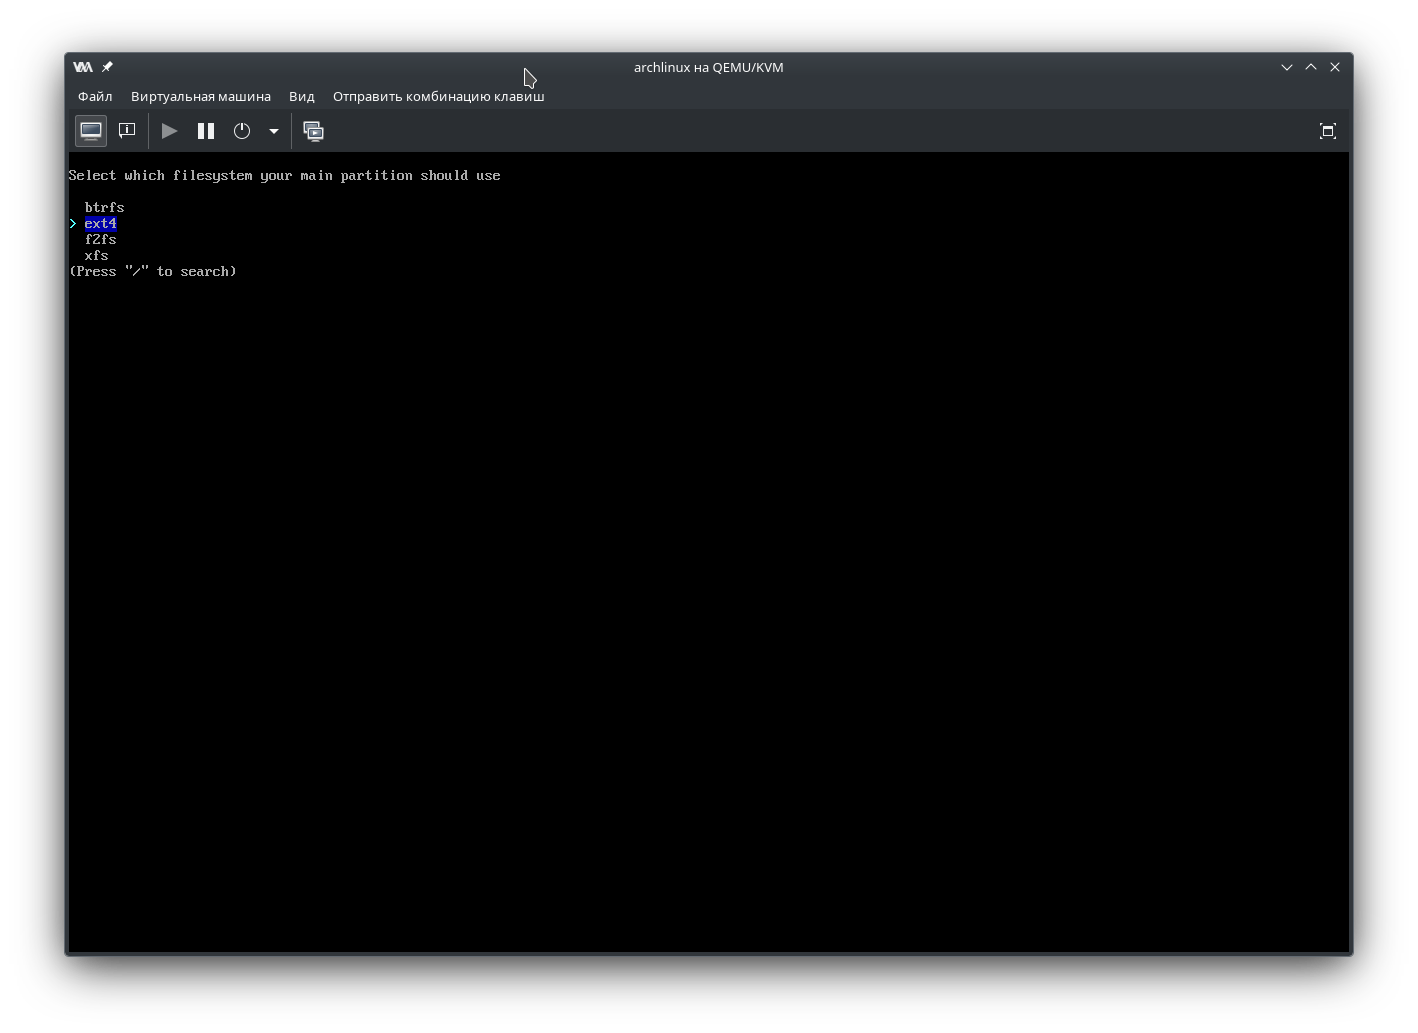 archlinux на QEMU/KVM
Файл Виртуальная машина Вид Отправить комбинацию клавиш
Select which filesystem your main partition should use
btrfs
> ext4
f2fs
xfs
(Press "/" to search)